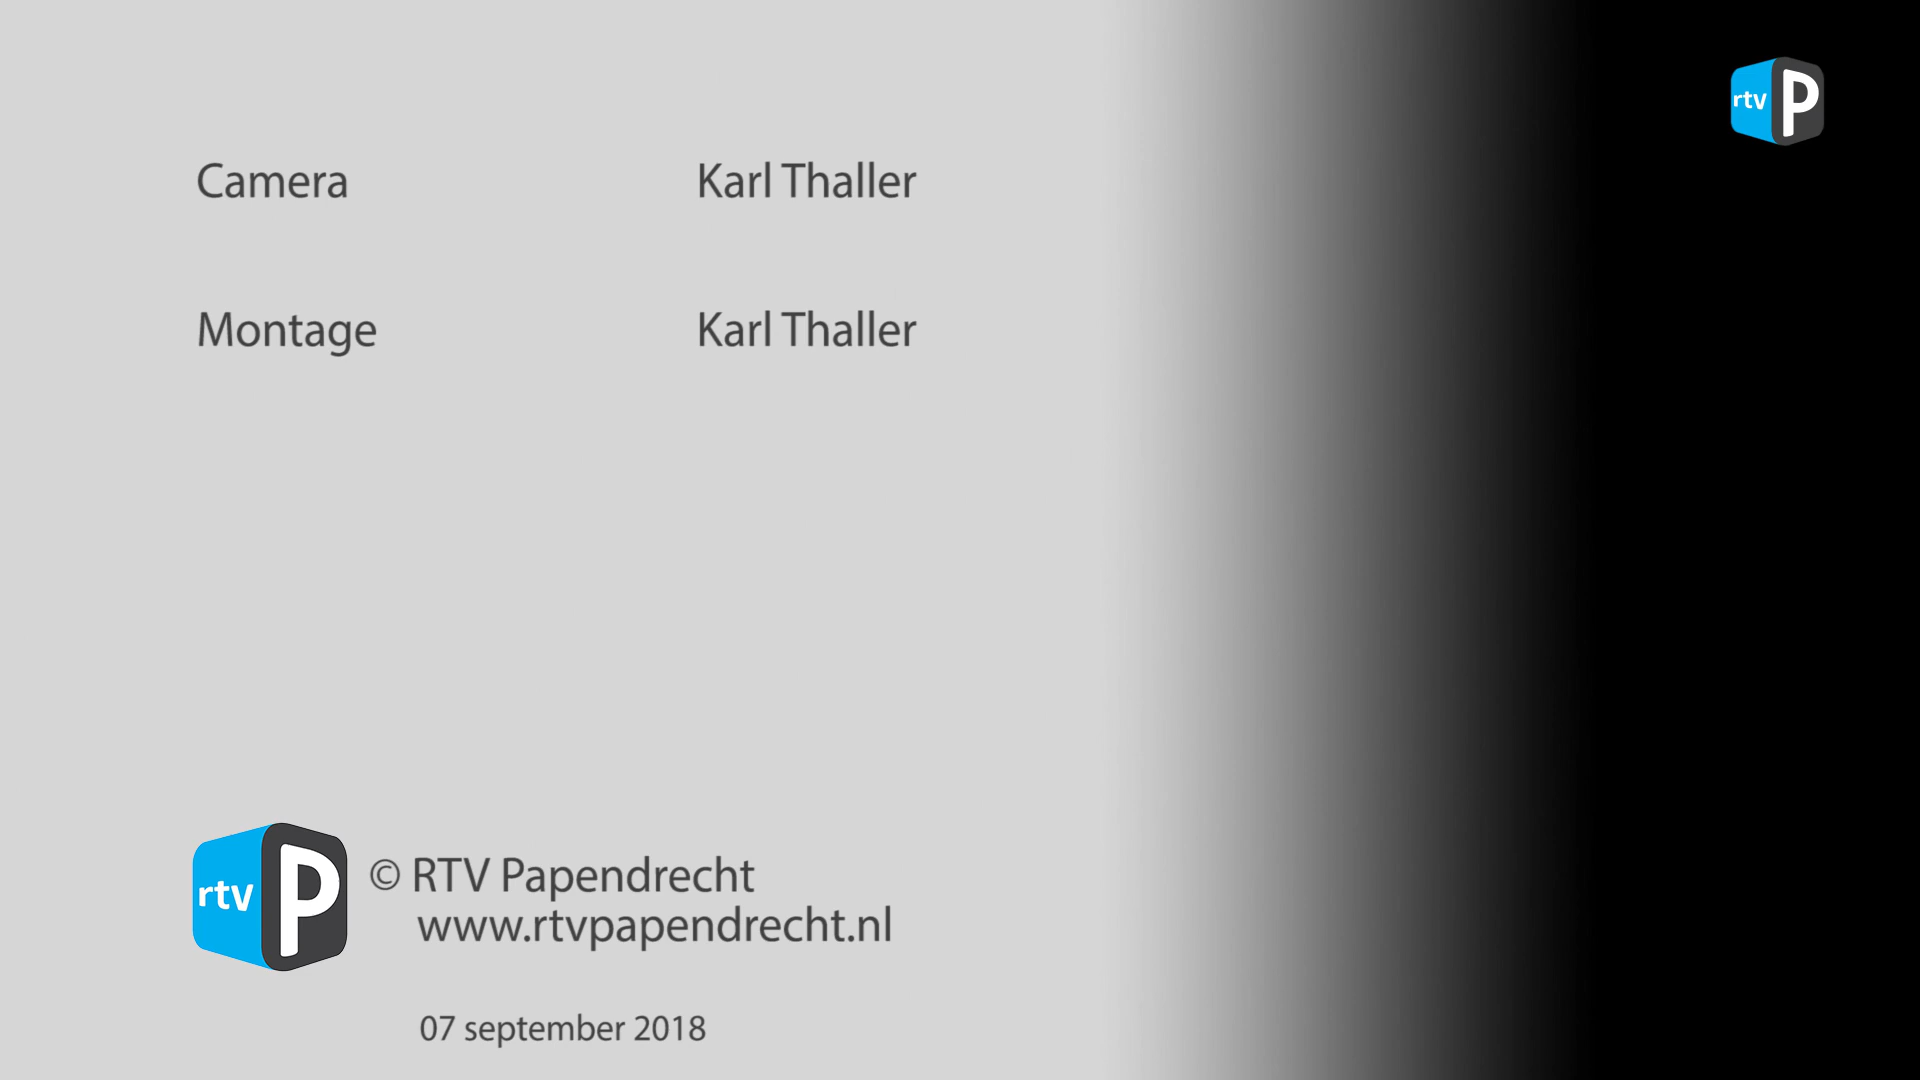 rtv P
Camera Karl Thaller
Montage Karl Thaller
rtv P
© RTV Papendrecht
www.rtvpapendrecht.nl
07 september 2018